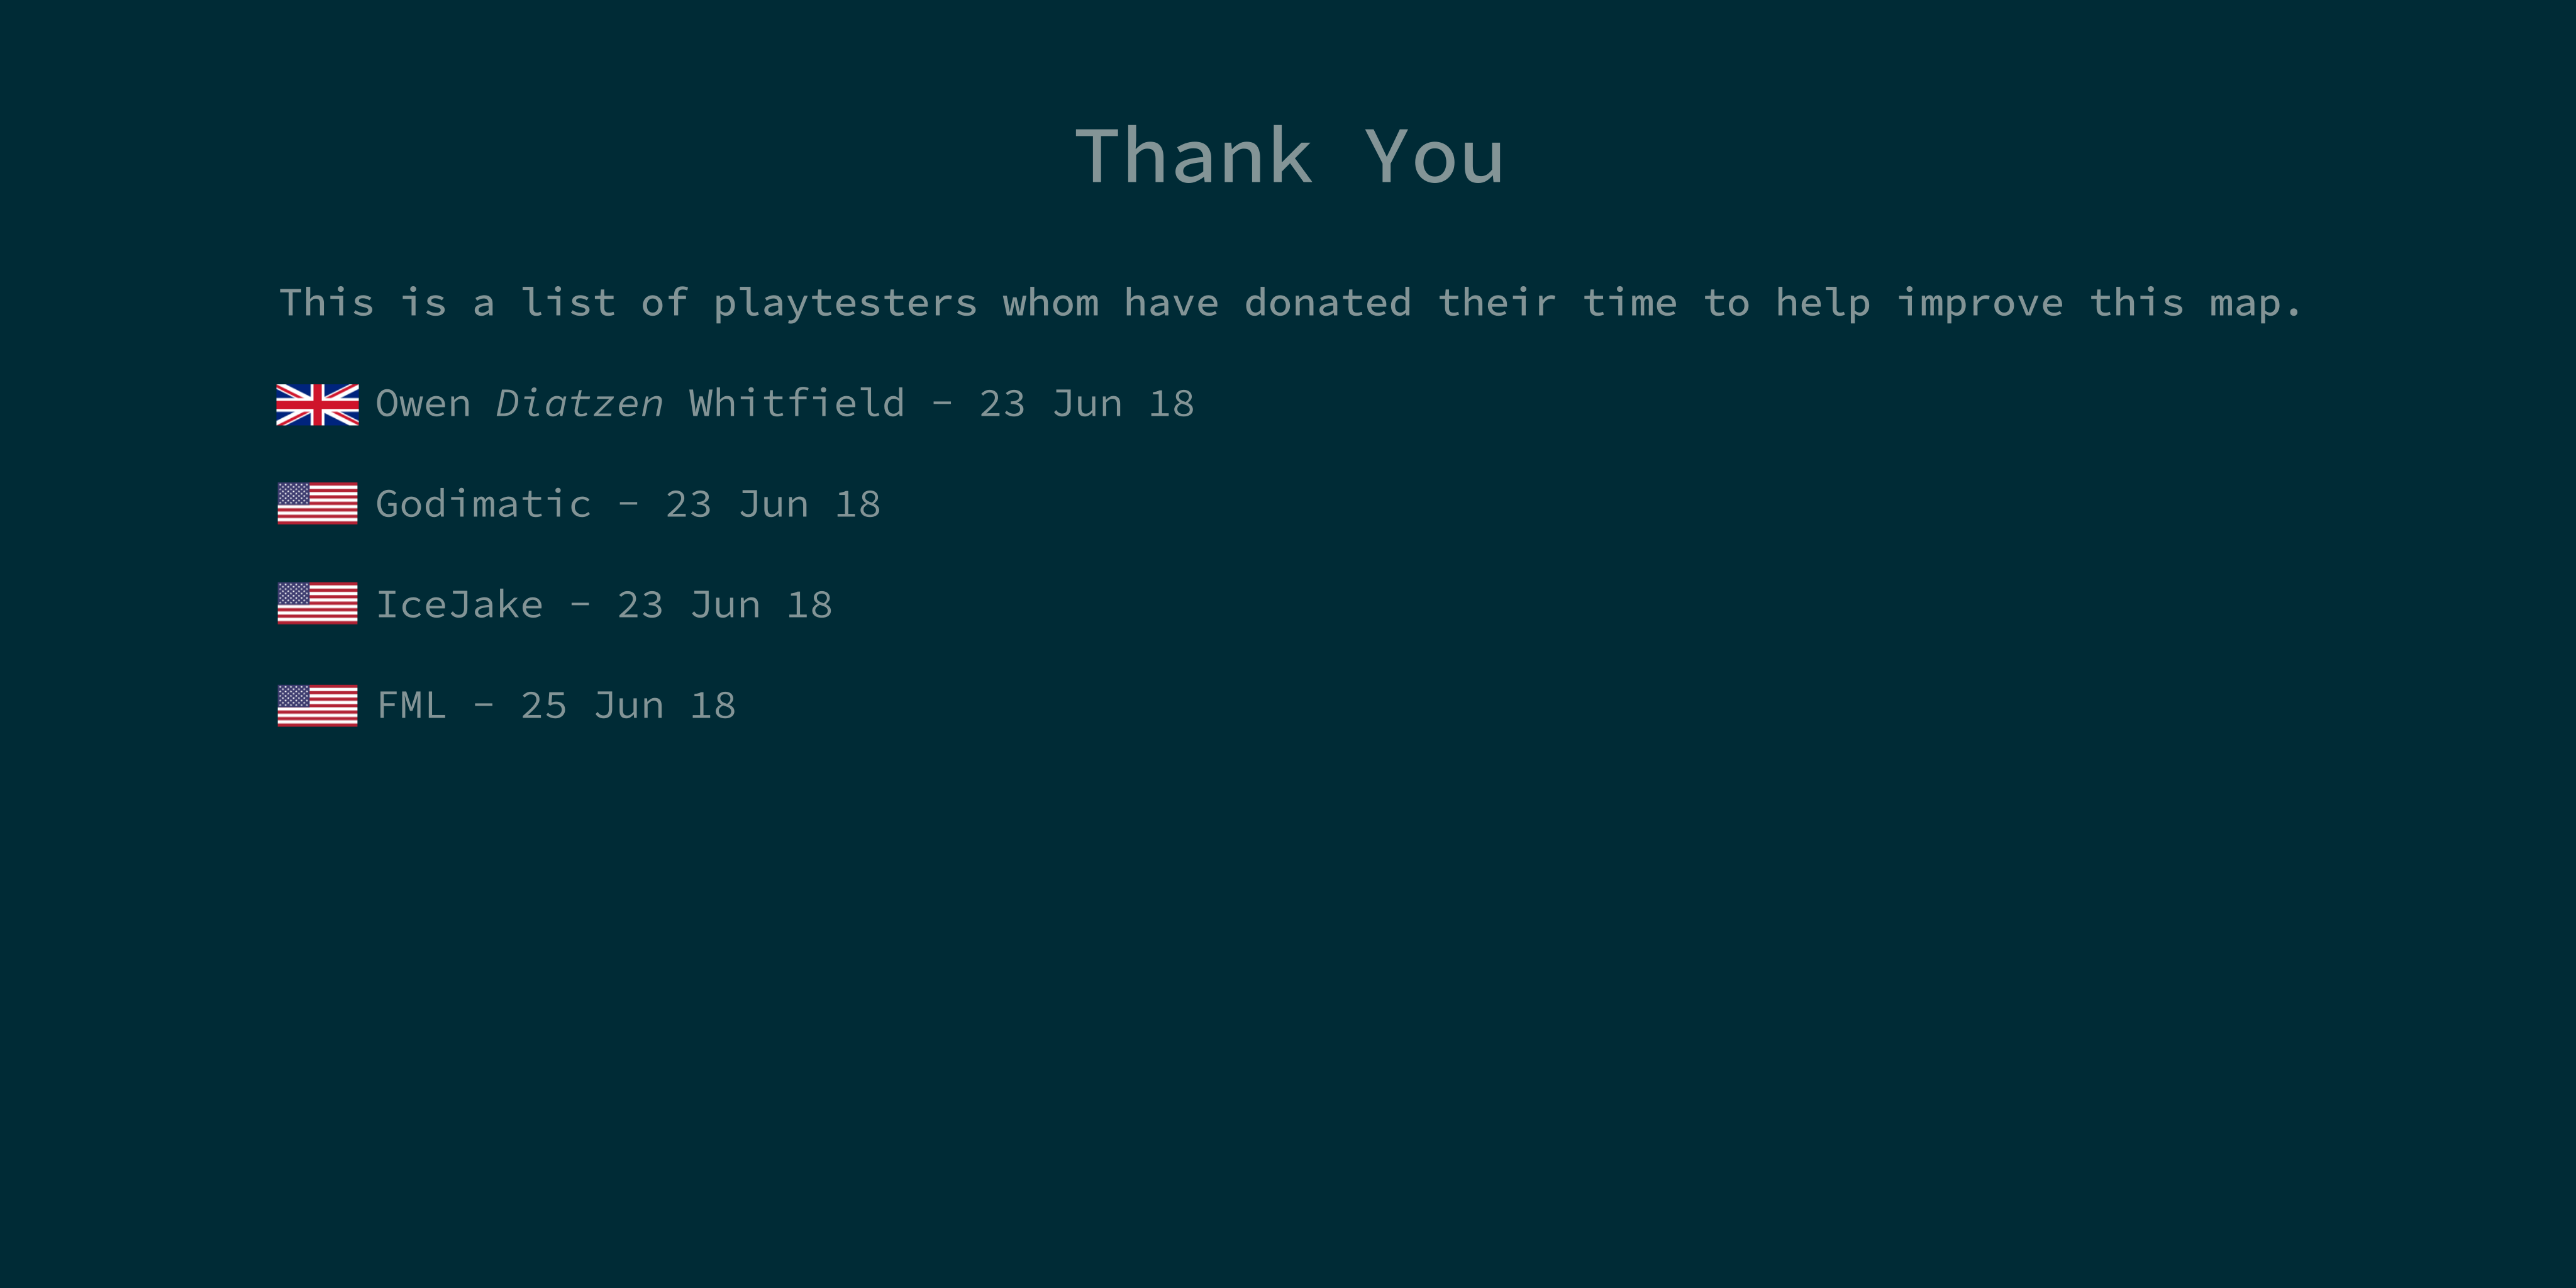 Thank You
This is a list of playtesters whom have donated their time to help improve this map.
Owen Diatzen Whitfield - 23 Jun 18
Godimatic - 23 Jun 18
IceJake - 23 Jun 18
FML - 25 Jun 18